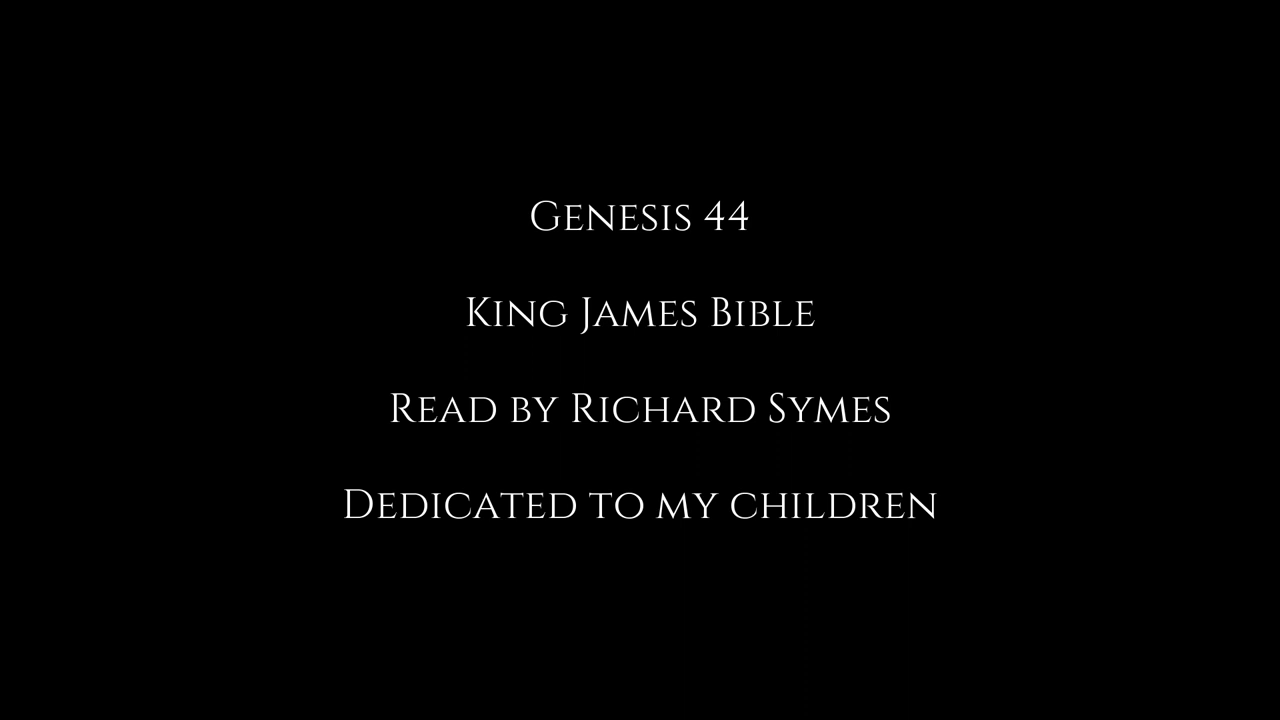 Genesis 44
King James Bible
Read by Richard Symes
Dedicated to my children